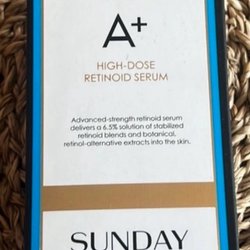 A+
HIGH-DOSE
RETINOID SERUM
Advanced-strength retinoid serum
delivers a 6.5% solution of stabilized
retinoid blends and botanical,
retinol-alternative extracts into the skin.
SUNDAY